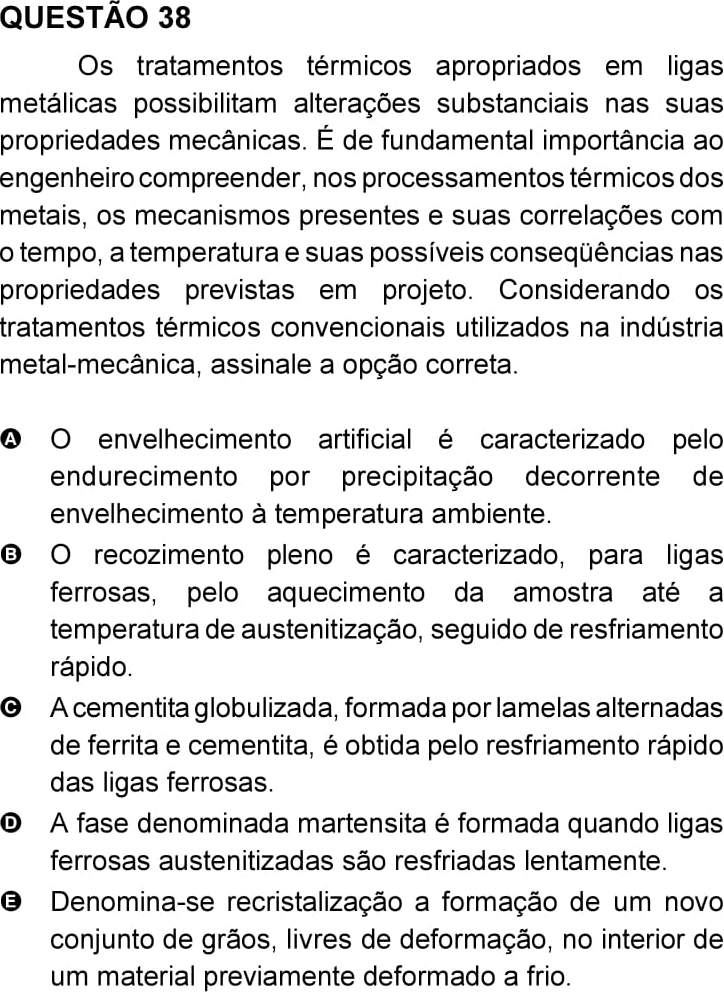 QUESTÃO 38
Os tratamentos térmicos apropriados em ligas
metálicas possibilitam alterações substanciais nas suas
propriedades mecânicas. É de fundamental importância ao
engenheiro compreender, nos processamentos térmicos dos
metais, os mecanismos presentes e suas correlações com
o tempo, a temperatura e suas possíveis conseqüências nas
propriedades previstas em projeto. Considerando os
tratamentos térmicos convencionais utilizados na indústria
metal-mecânica, assinale a opção correta.
A O envelhecimento artificial é caracterizado pelo
endurecimento por precipitação decorrente de
envelhecimento à temperatura ambiente.
B O recozimento pleno é caracterizado, para ligas
ferrosas, pelo aquecimento da amostra até a
temperatura de austenitização, seguido de resfriamento
rápido.
C A cementita globulizada, formada por lamelas alternadas
de ferrita e cementita, é obtida pelo resfriamento rápido
das ligas ferrosas.
D A fase denominada martensita é formada quando ligas
ferrosas austenitizadas são resfriadas lentamente.
E Denomina-se recristalização a formação de um novo
conjunto de grãos, livres de deformação, no interior de
um material previamente deformado a frio.